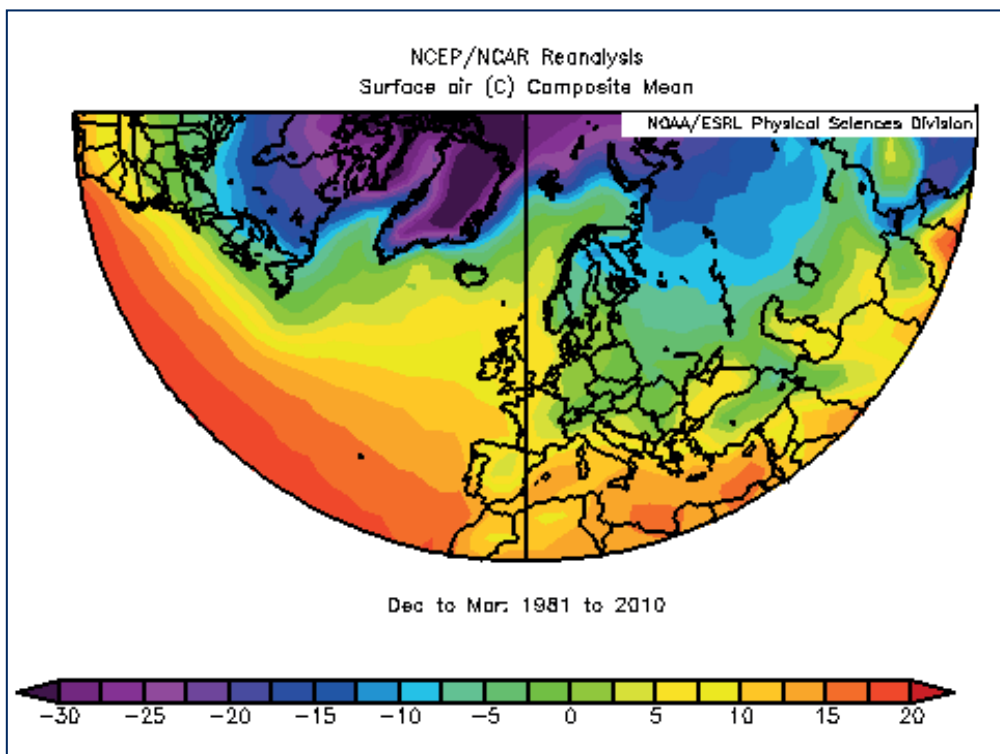 NCEP/NCAR Reanalysis
Surface air (C) Composite Mean
NOAA/ESRL Physical Sciences Division
Dec to Mar: 1981 to 2010
-30 -25 -20 -15 -10 -5 0 5 10 15 20